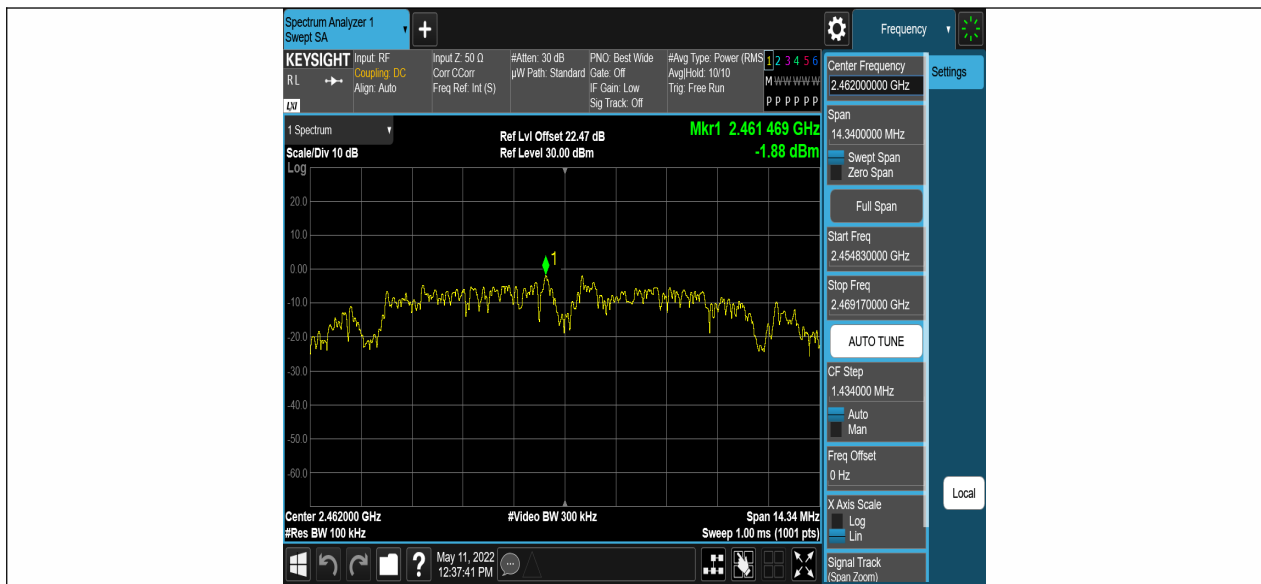 Spectrum Analyzer 1
Swept SA
Frequency
KEYSIGHT
R L
LXI
Input: RF
Coupling: DC
Align: Auto
Input Z: 50 Ω
Corr CCorr
Freq Ref: Int (S)
#Atten: 30 dB
µW Path: Standard
PNO: Best Wide
Gate: Off
IF Gain: Low
Sig Track: Off
#Avg Type: Power (RMS
Avg|Hold: 10/10
Trig: Free Run
1 2 3 4 5 6
M W W W W W
P P P P P P
1 Spectrum
Scale/Div 10 dB
Ref Lvl Offset 22.47 dB
Ref Level 30.00 dBm
Mkr1 2.461 469 GHz
-1.88 dBm
Log
20.0
10.0
0.00
-10.0
-20.0
-30.0
-40.0
-50.0
-60.0
1
Center 2.462000 GHz
#Res BW 100 kHz
#Video BW 300 kHz
Span 14.34 MHz
Sweep 1.00 ms (1001 pts)
May 11, 2022
12:37:41 PM
Center Frequency
2.462000000 GHz
Span
14.3400000 MHz
Swept Span
Zero Span
Full Span
Start Freq
2.454830000 GHz
Stop Freq
2.469170000 GHz
AUTO TUNE
CF Step
1.434000 MHz
Auto
Man
Freq Offset
0 Hz
X Axis Scale
Log
Lin
Signal Track
(Span Zoom)
Settings
Local